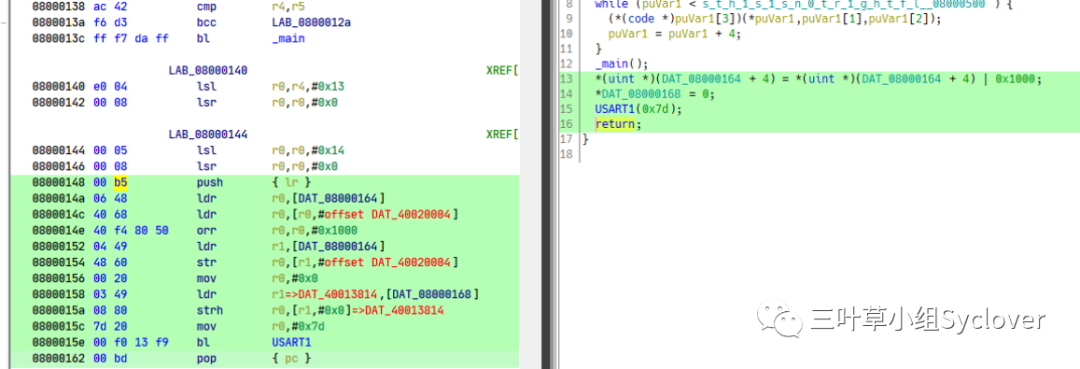 08000138 ac 42 cmp r4,r5
0800013a f6 d3 bcc LAB_0800012a
0800013c ff f7 da ff bl _main
LAB_08000140 XREF[
08000140 e0 04 lsl r0,r4,#0x13
08000142 00 08 lsr r0,r0,#0x0
LAB_08000144 XREF[
08000144 00 05 lsl r0,r0,#0x14
08000146 00 08 lsr r0,r0,#0x0
08000148 00 b5 push { lr }
0800014a 06 48 ldr r0,[DAT_08000164]
0800014c 40 68 ldr r0,[r0,#offset DAT_40020004]
0800014e 40 f4 80 50 orr r0,r0,#0x1000
08000152 04 49 ldr r1,[DAT_08000164]
08000154 48 60 str r0,[r1,#offset DAT_40020004]
08000156 00 20 mov r0,#0x0
08000158 03 49 ldr r1=>DAT_40013814,[DAT_08000168]
0800015a 08 80 strh r0,[r1,#0x0]=>DAT_40013814
0800015c 7d 20 mov r0,#0x7d
0800015e 00 f0 13 f9 bl USART1
08000162 00 bd pop { pc }
8 while (puVar1 < s_t_h_1_s_1_s_n_0_t_r_1_g_h_t_f_l__08000500 ) {
9 (*(code *)puVar1[3])(*puVar1,puVar1[1],puVar1[2]);
10 puVar1 = puVar1 + 4;
11 }
12 _main();
13 *(uint *)(DAT_08000164 + 4) = *(uint *)(DAT_08000164 + 4) | 0x1000;
14 *DAT_08000168 = 0;
15 USART1(0x7d);
16 return;
17 }
18
三叶草小组Syclover